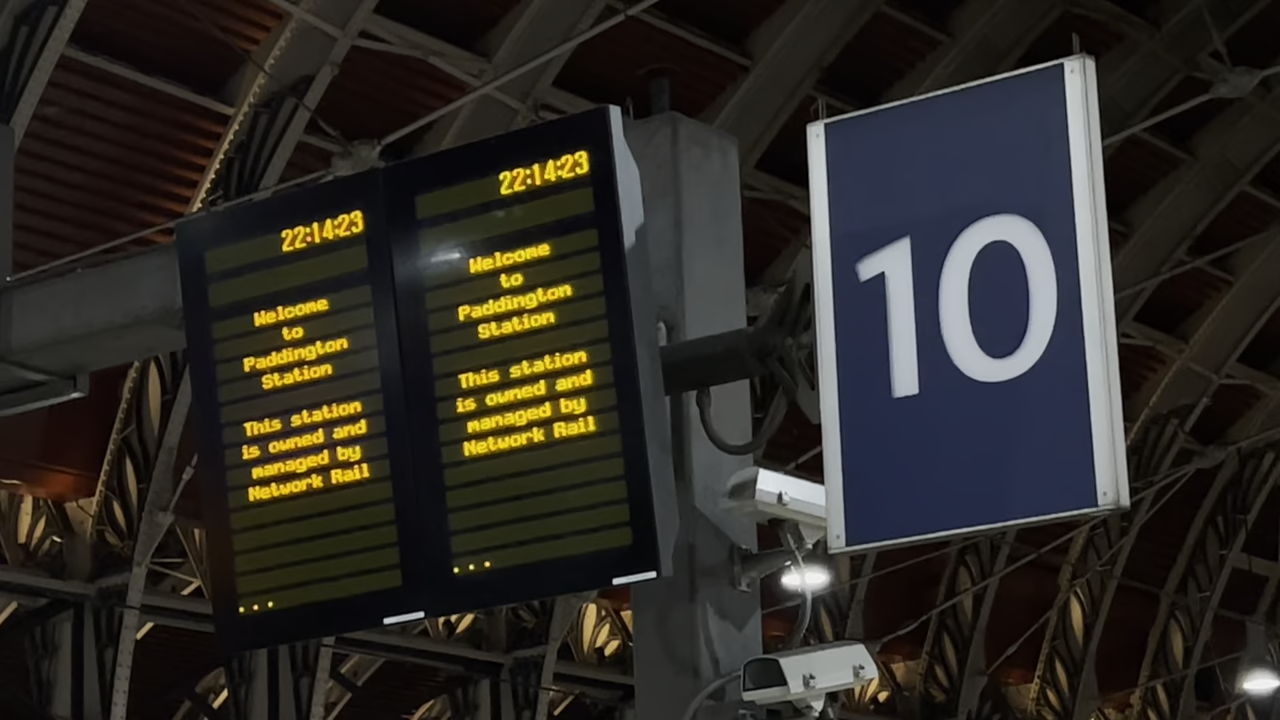 22:14:23
Welcome
to
Paddington
Station
This station
is owned and
managed by
Network Rail
...
22:14:23
Welcome
to
Paddington
Station
This station
is owned and
managed by
Network Rail
...
10